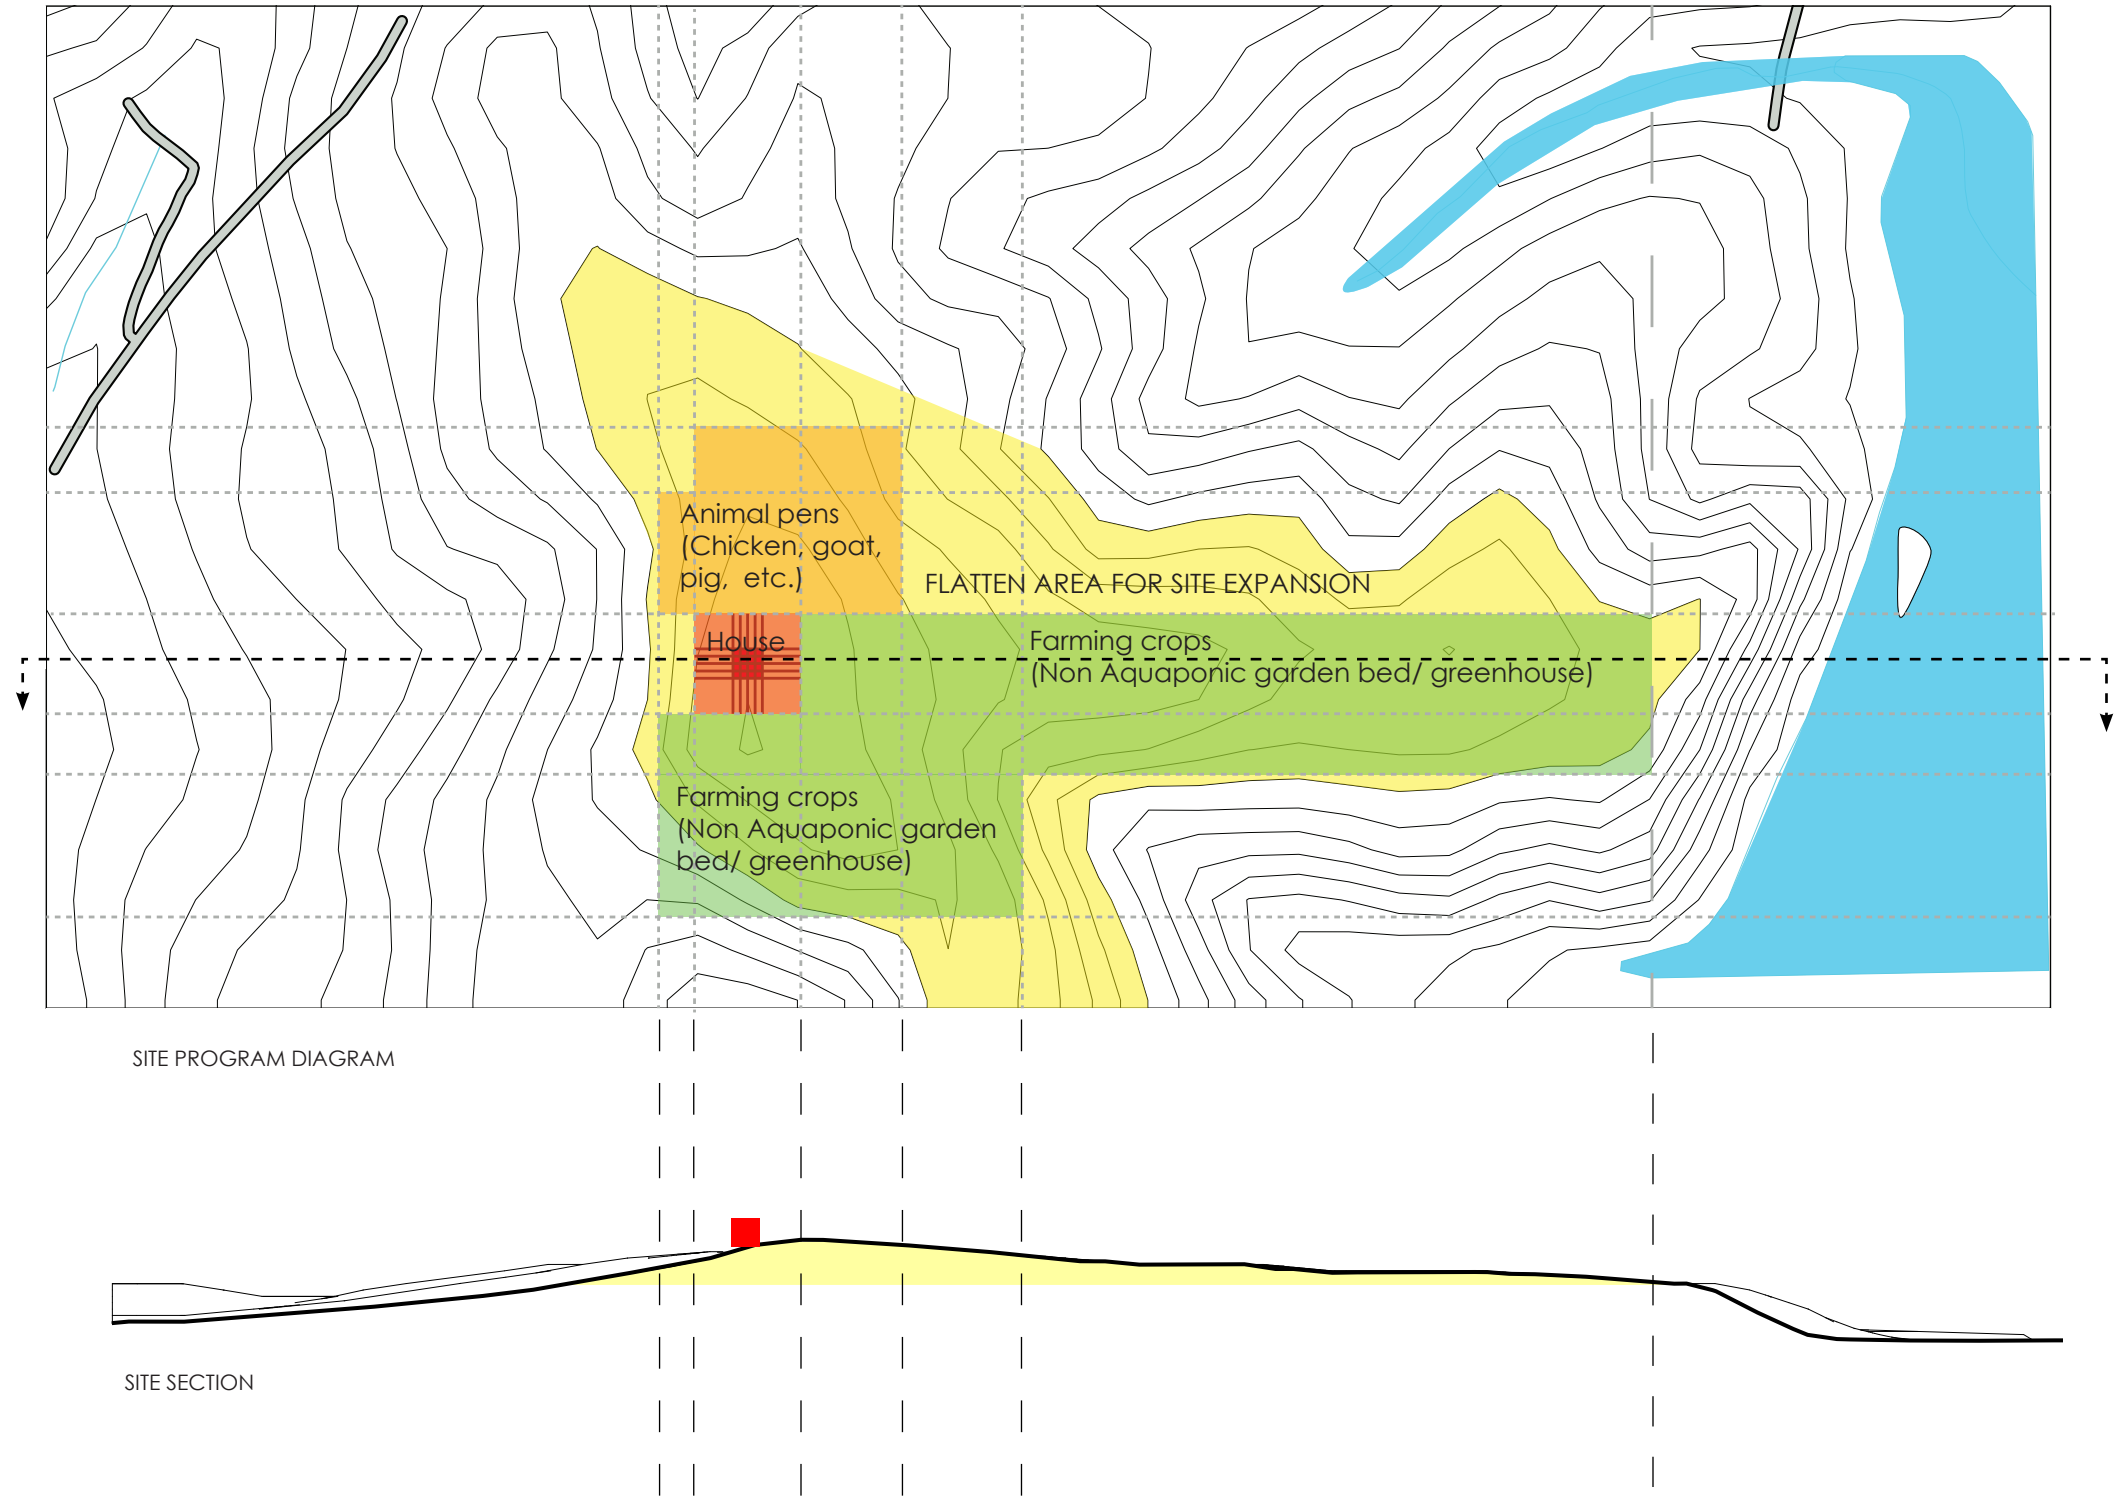 Animal pens
(Chicken, goat,
pig, etc.)
FLATTEN AREA FOR SITE EXPANSION
House
Farming crops
(Non Aquaponic garden bed/ greenhouse)
Farming crops
(Non Aquaponic garden
bed/ greenhouse)
SITE PROGRAM DIAGRAM
SITE SECTION